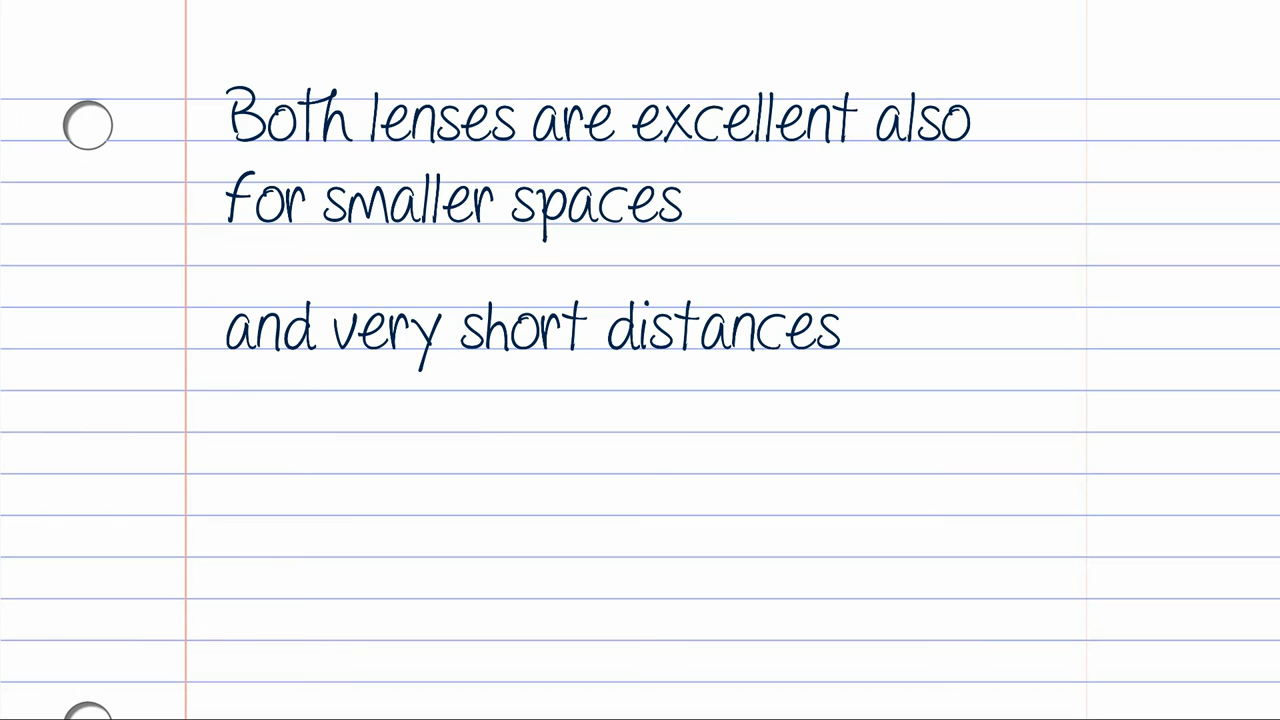 Both lenses are excellent also
for smaller spaces
and very short distances